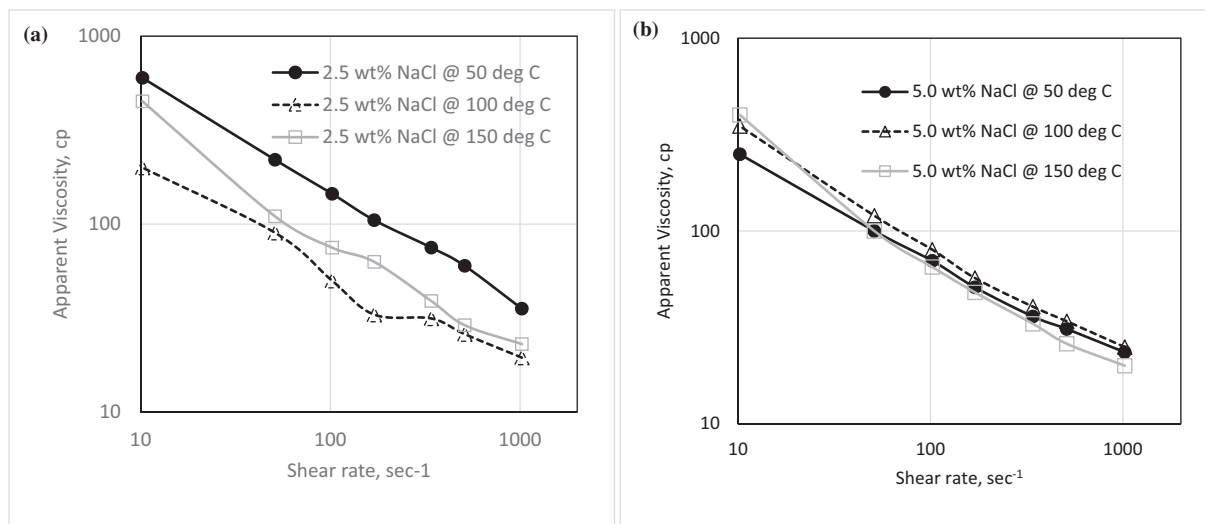 (a)
1000
100
10
10
100
1000
Apparent Viscosity, cp
Shear rate, sec-1
2.5 wt% NaCl @ 50 deg C
2.5 wt% NaCl @ 100 deg C
2.5 wt% NaCl @ 150 deg C
(b)
1000
100
10
10
100
1000
Apparent Viscosity, cp
Shear rate, sec⁻¹
5.0 wt% NaCl @ 50 deg C
5.0 wt% NaCl @ 100 deg C
5.0 wt% NaCl @ 150 deg C